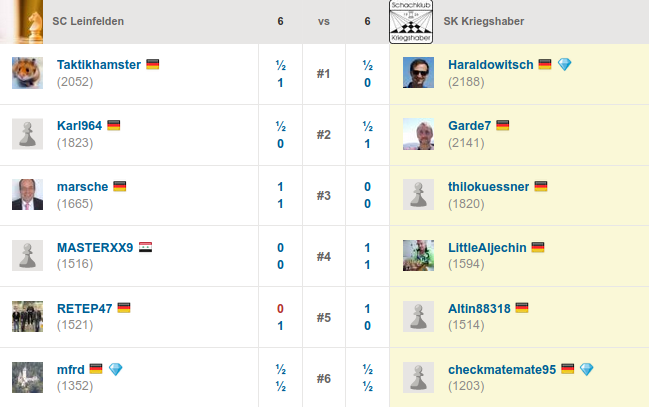 SC Leinfelden 6 vs 6 Schachklub Kriegshaber SK Kriegshaber
Taktikhamster ½ #1 ½ Haraldowitsch
(2052) 1 0 (2188)
Karl964 ½ #2 ½ Garde7
(1823) 0 1 (2141)
marsche 1 #3 0 thilokuessner
(1665) 1 0 (1820)
MASTERXX9 0 #4 1 LittleAljechin
(1516) 0 1 (1594)
RETEP47 0 #5 1 Altin88318
(1521) 1 0 (1514)
mfrd ½ #6 ½ checkmatemate95
(1352) ½ ½ (1203)